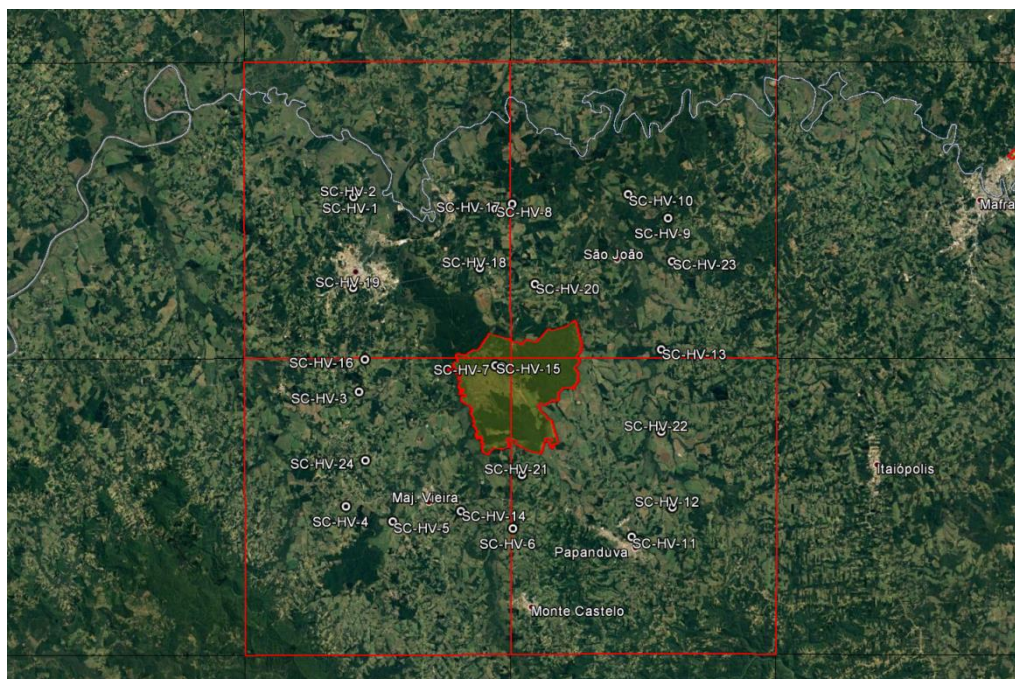 SC-HV-2
SC-HV-1
SC-HV-17
SC-HV-8
SC-HV-10
SC-HV-9
Mafra
São João
SC-HV-18
SC-HV-23
SC-HV-19
SC-HV-20
SC-HV-16
SC-HV-7
SC-HV-15
SC-HV-13
SC-HV-3
SC-HV-22
SC-HV-24
SC-HV-21
Itaiópolis
Maj. Vieira
SC-HV-12
SC-HV-4
SC-HV-5
SC-HV-14
SC-HV-6
SC-HV-11
Papanduva
Monte Castelo